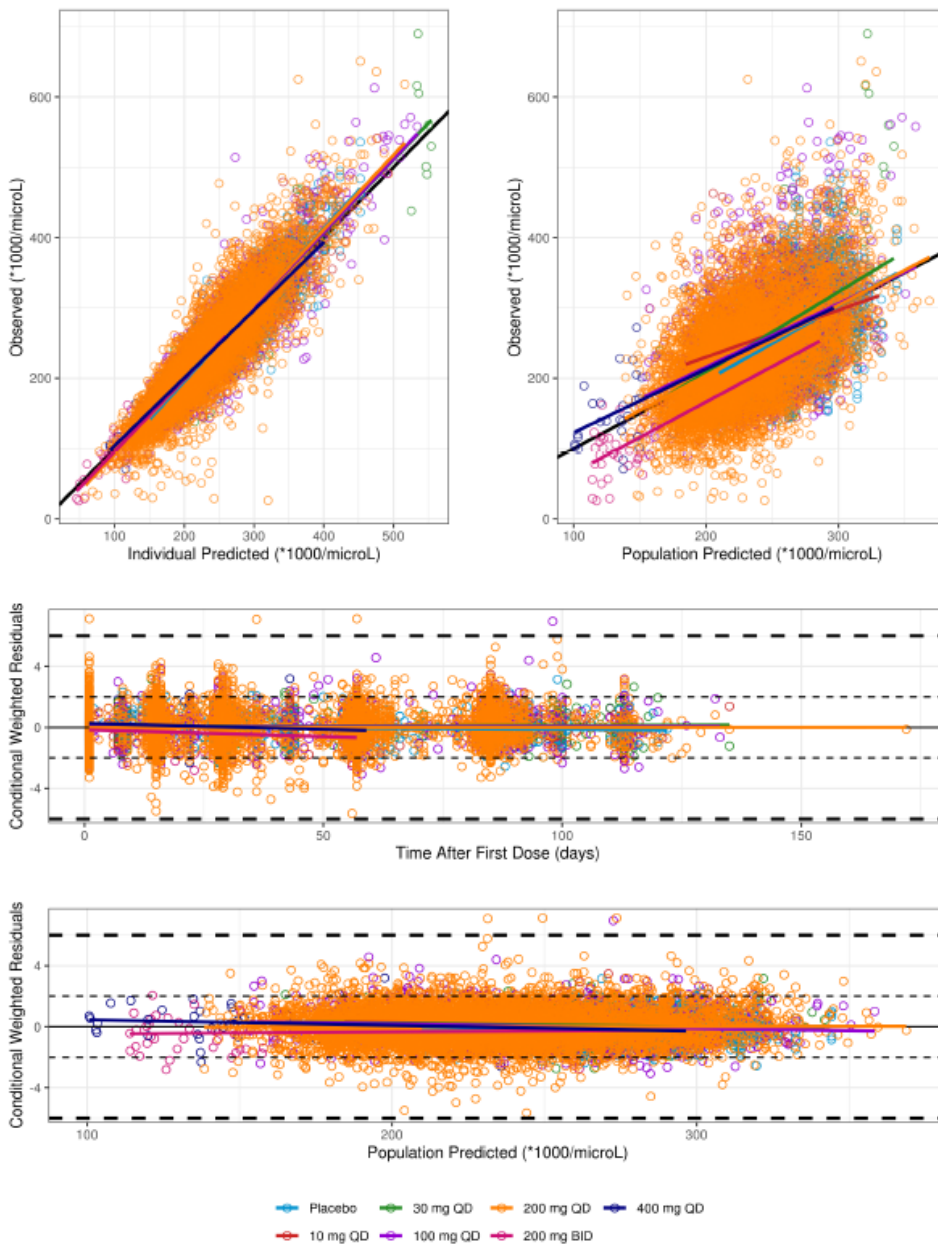 600
400
200
0
Observed (*1000/microL)
100 200 300 400 500
Individual Predicted (*1000/microL)
600
400
200
0
Observed (*1000/microL)
100 200 300
Population Predicted (*1000/microL)
Conditional Weighted Residuals
4
0
-4
0 50 100 150
Time After First Dose (days)
Conditional Weighted Residuals
4
0
-4
100 200 300
Population Predicted (*1000/microL)
Placebo 30 mg QD 200 mg QD 400 mg QD
10 mg QD 100 mg QD 200 mg BID